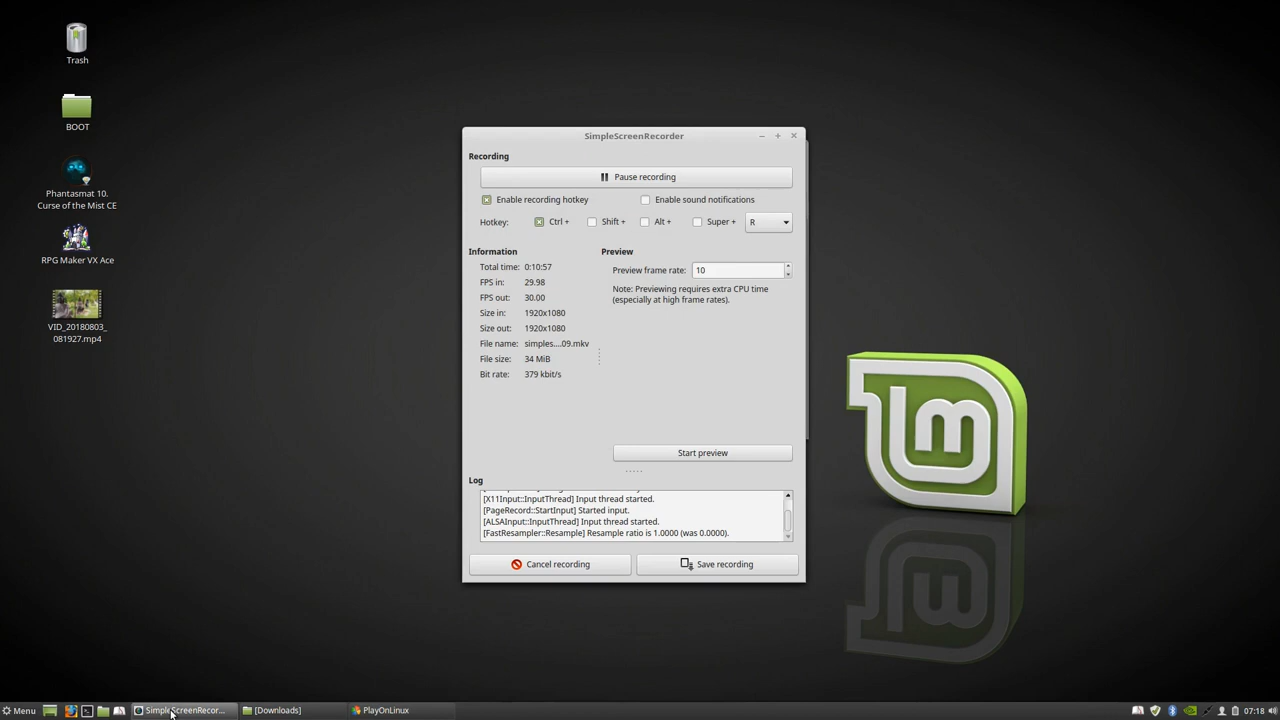 Trash
BOOT
Phantasmat 10.
Curse of the Mist CE
RPG Maker VX Ace
VID_20180803_
081927.mp4
SimpleScreenRecorder
Recording
Pause recording
Enable recording hotkey
Enable sound notifications
Hotkey: Ctrl + Shift + Alt + Super + R
Information
Total time: 0:10:57
FPS in: 29.98
FPS out: 30.00
Size in: 1920x1080
Size out: 1920x1080
File name: simples....09.mkv
File size: 34 MiB
Bit rate: 379 kbit/s
Preview
Preview frame rate: 10
Note: Previewing requires extra CPU time
(especially at high frame rates).
Start preview
Log
[X11Input::InputThread] Input thread started.
[PageRecord::StartInput] Started input.
[ALSAInput::InputThread] Input thread started.
[FastResampler::Resample] Resample ratio is 1.0000 (was 0.0000).
Cancel recording
Save recording
lm
Menu
SimpleScreenRecor...
[Downloads]
PlayOnLinux
07:18